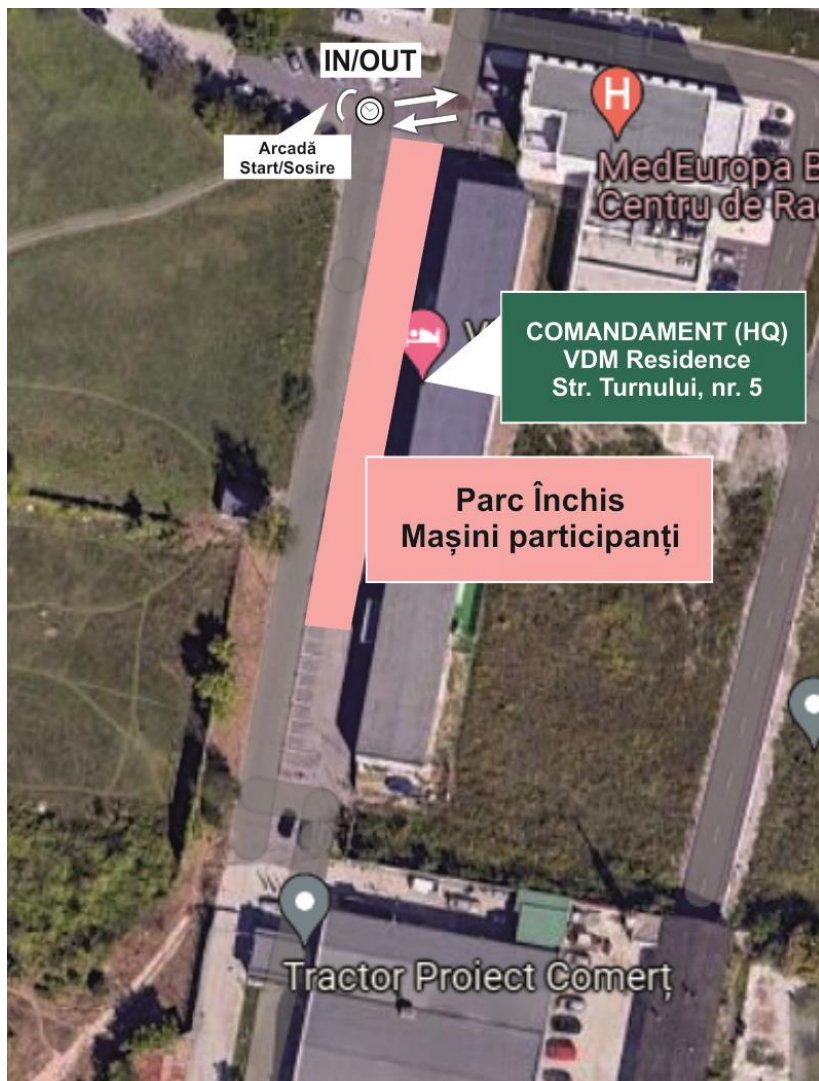 IN/OUT
Arcadă
Start/Sosire
H
MedEuropa B
Centru de Ra
COMANDAMENT (HQ)
VDM Residence
Str. Turnului, nr. 5
Parc Închis
Mașini participanți
Tractor Proiect Comerț